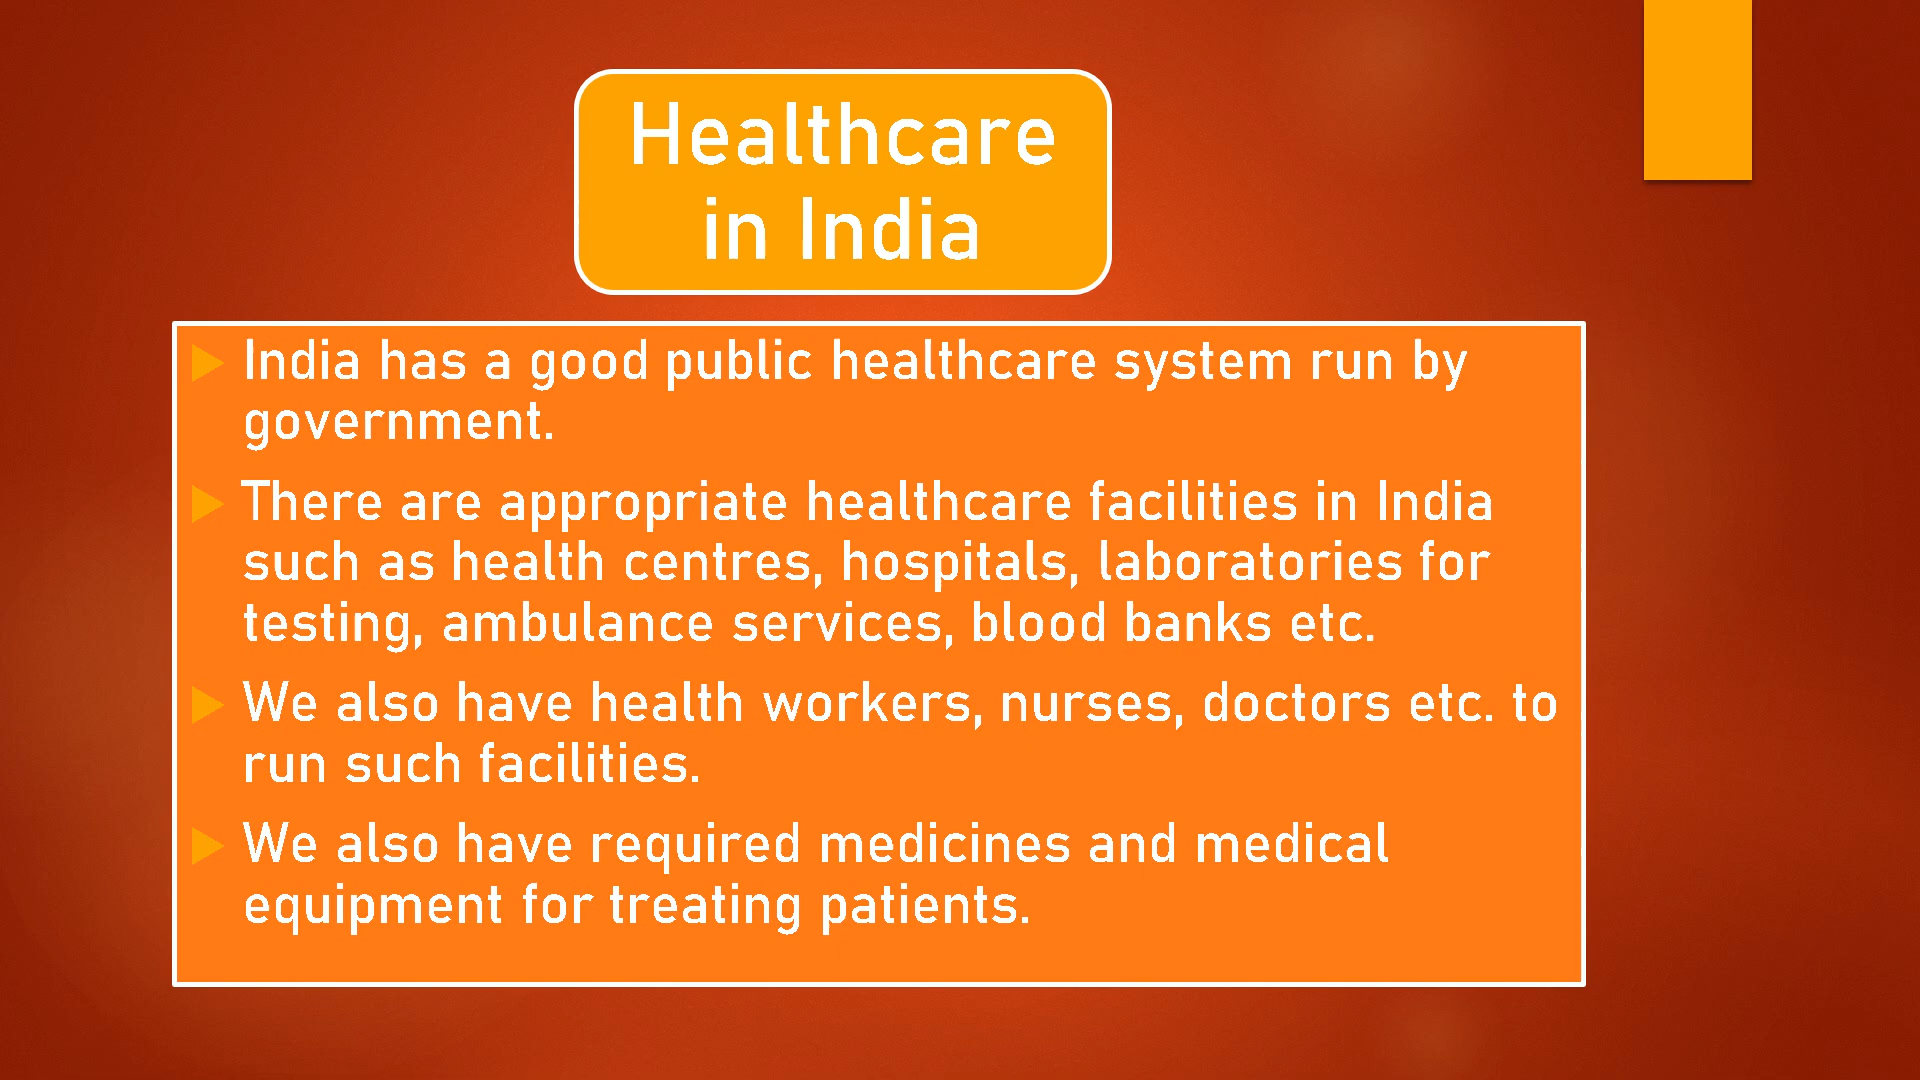 Healthcare
in India
India has a good public healthcare system run by
government.
There are appropriate healthcare facilities in India
such as health centres, hospitals, laboratories for
testing, ambulance services, blood banks etc.
We also have health workers, nurses, doctors etc. to
run such facilities.
We also have required medicines and medical
equipment for treating patients.